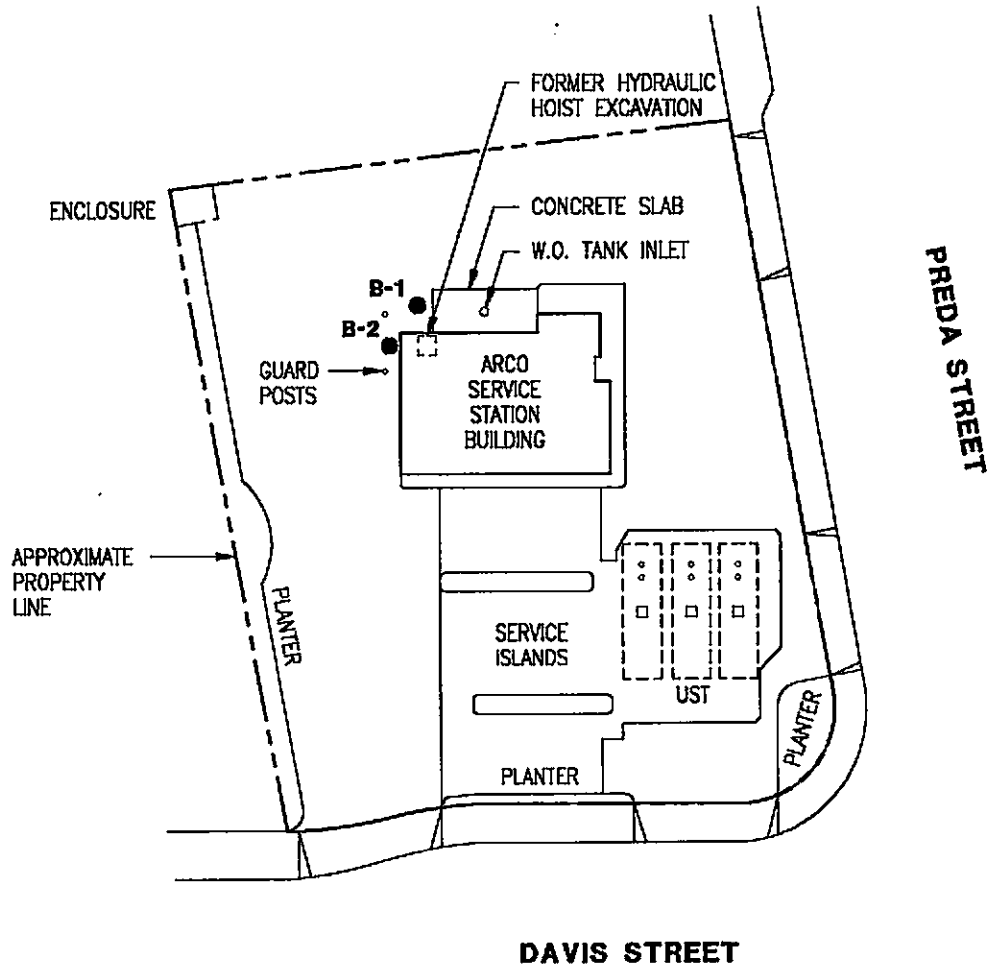 FORMER HYDRAULIC
HOIST EXCAVATION
ENCLOSURE
CONCRETE SLAB
W.O. TANK INLET
B-1
B-2
GUARD
POSTS
ARCO
SERVICE
STATION
BUILDING
PREDA STREET
APPROXIMATE
PROPERTY
LINE
PLANTER
SERVICE
ISLANDS
UST
PLANTER
PLANTER
DAVIS STREET